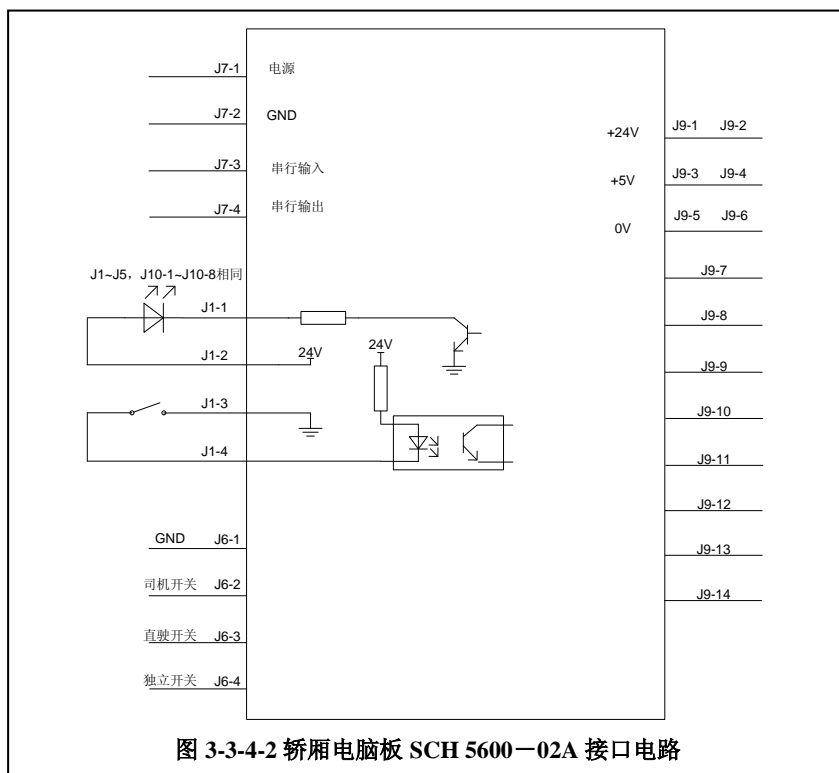 J7-1 电源
J7-2 GND
J7-3 串行输入
J7-4 串行输出
J1~J5，J10-1~J10-8相同
J1-1
J1-2 24V 24V
J1-3
J1-4
GND J6-1
司机开关 J6-2
直驶开关 J6-3
独立开关 J6-4
+24V J9-1 J9-2
+5V J9-3 J9-4
0V J9-5 J9-6
J9-7
J9-8
J9-9
J9-10
J9-11
J9-12
J9-13
J9-14
图 3-3-4-2 轿厢电脑板 SCH 5600－02A 接口电路